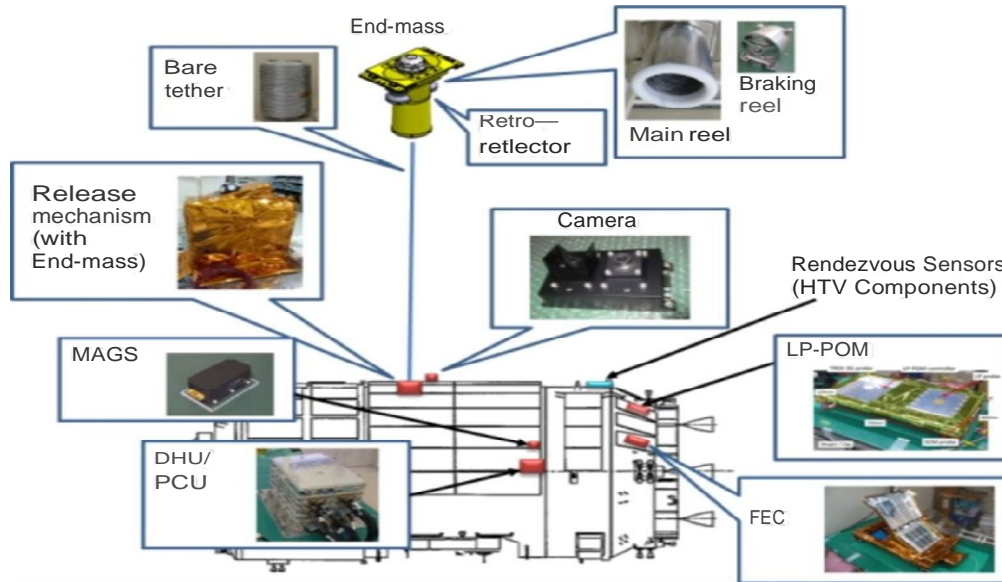 End-mass
Bare
tether
Retro—
retlector
Main reel
Braking
reel
Release
mechanism
(with
End-mass)
Camera
Rendezvous Sensors
(HTV Components)
MAGS
LP-POM
DHU/
PCU
FEC